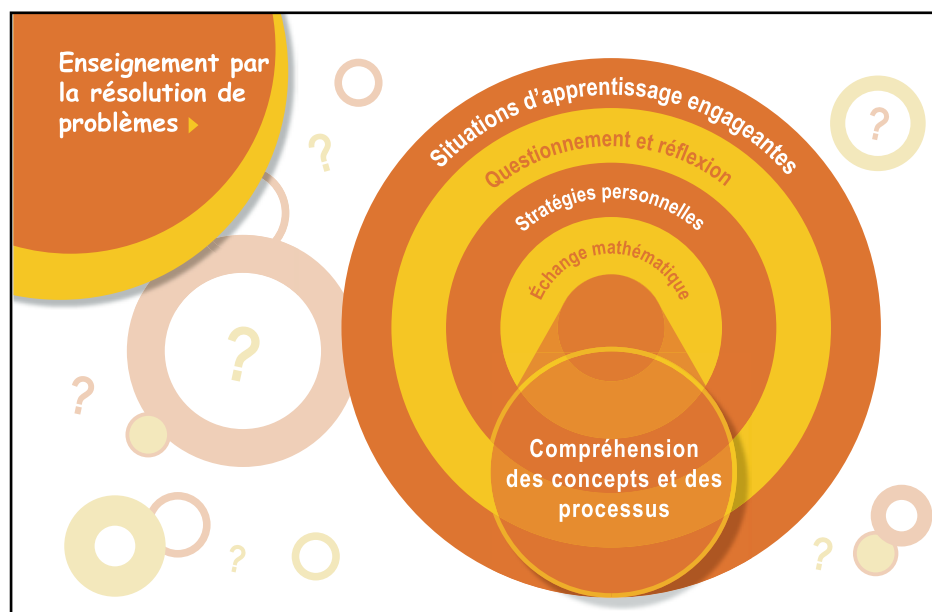 Enseignement par
la résolution de
problèmes
?
?
Situations d'apprentissage engageantes
Questionnement et réflexion
Stratégies personnelles
Échange mathématique
?
?
Compréhension
des concepts et des
processus
?
?